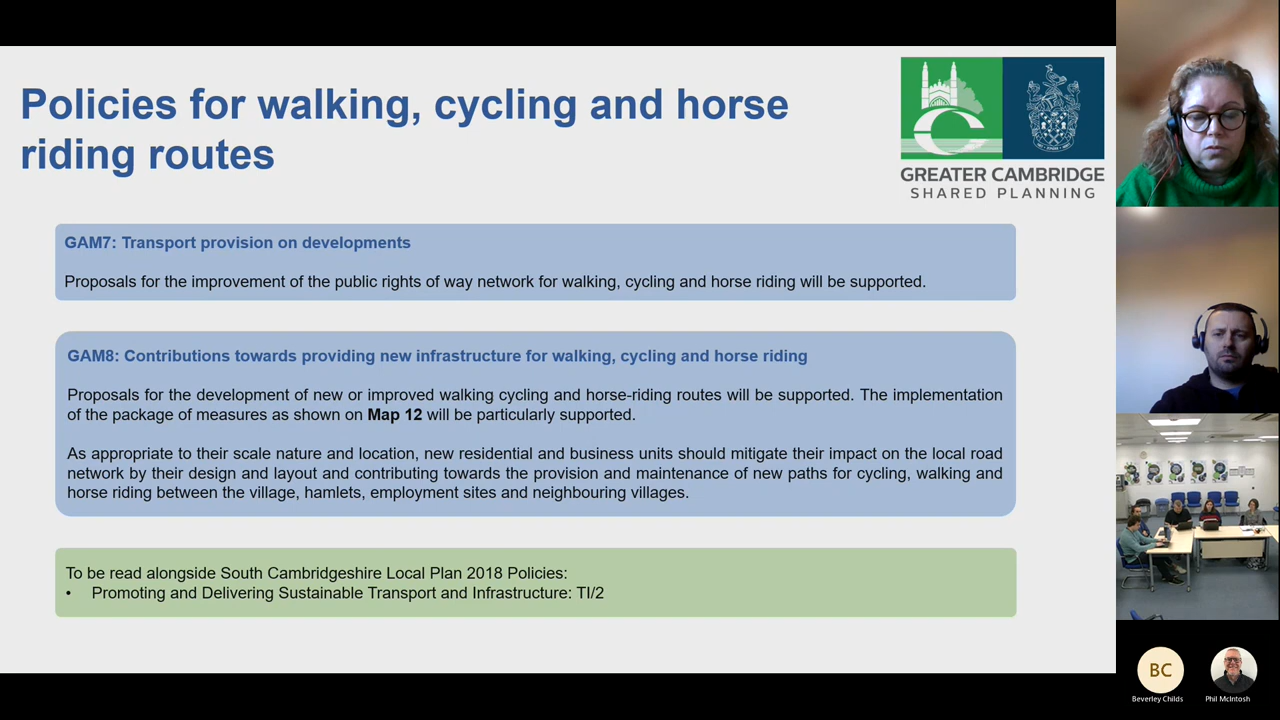 Policies for walking, cycling and horse
riding routes
GREATER CAMBRIDGE
SHARED PLANNING
GAM7: Transport provision on developments
Proposals for the improvement of the public rights of way network for walking, cycling and horse riding will be supported.
GAM8: Contributions towards providing new infrastructure for walking, cycling and horse riding
Proposals for the development of new or improved walking cycling and horse-riding routes will be supported. The implementation
of the package of measures as shown on Map 12 will be particularly supported.
As appropriate to their scale nature and location, new residential and business units should mitigate their impact on the local road
network by their design and layout and contributing towards the provision and maintenance of new paths for cycling, walking and
horse riding between the village, hamlets, employment sites and neighbouring villages.
To be read alongside South Cambridgeshire Local Plan 2018 Policies:
• Promoting and Delivering Sustainable Transport and Infrastructure: TI/2
BC
Beverley Childs
Phil McIntosh